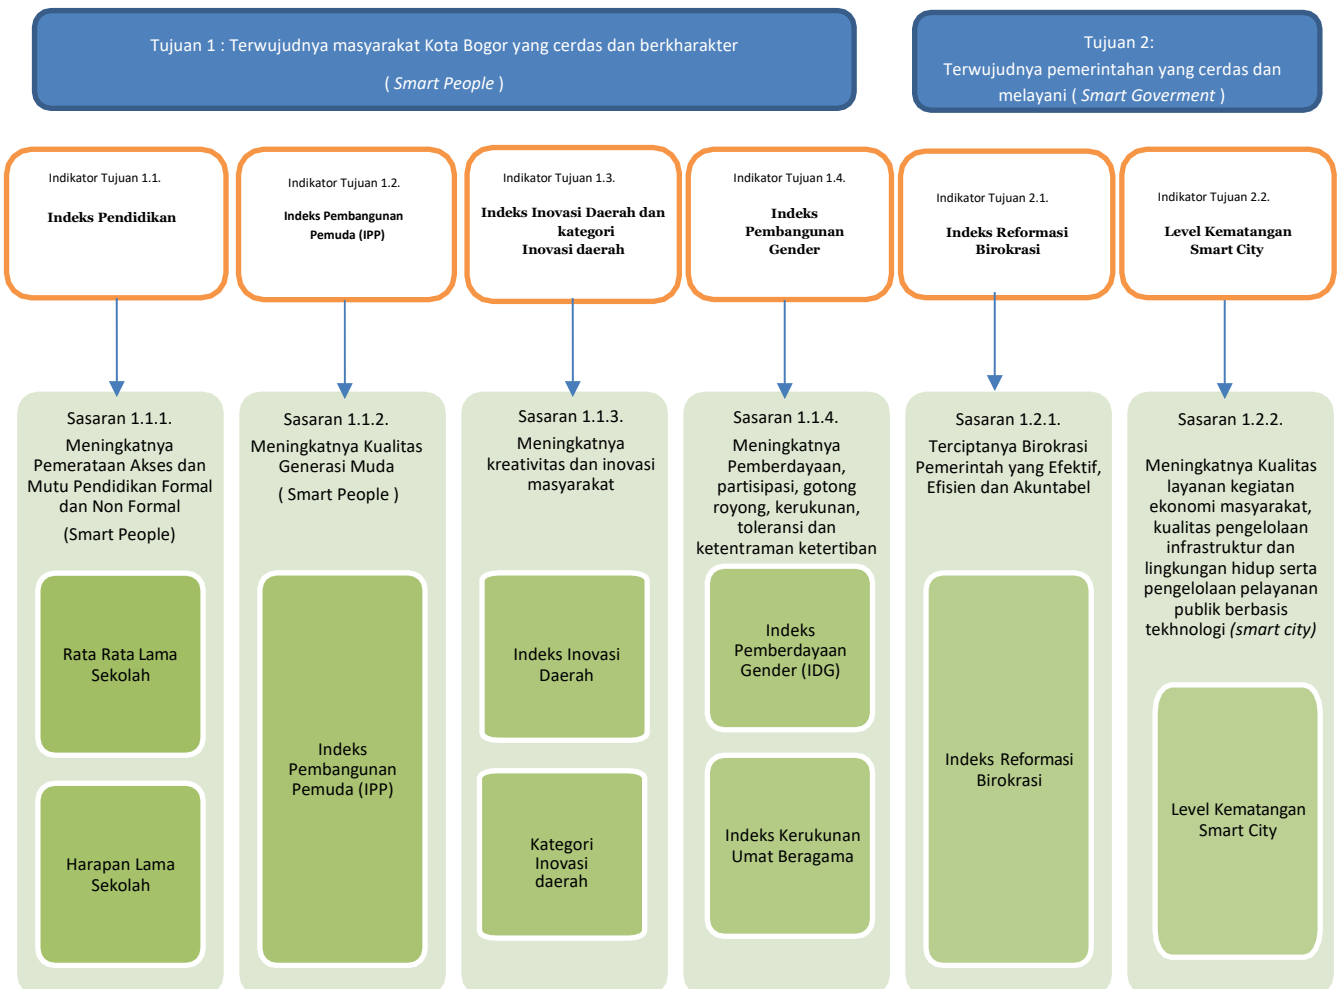 Tujuan 1 : Terwujudnya masyarakat Kota Bogor yang cerdas dan berkharakter
( Smart People )
Tujuan 2:
Terwujudnya pemerintahan yang cerdas dan
melayani ( Smart Goverment )
Indikator Tujuan 1.1.
Indeks Pendidikan
Indikator Tujuan 1.2.
Indeks Pembangunan
Pemuda (IPP)
Indikator Tujuan 1.3.
Indeks Inovasi Daerah dan
kategori
Inovasi daerah
Indikator Tujuan 1.4.
Indeks
Pembangunan
Gender
Indikator Tujuan 2.1.
Indeks Reformasi
Birokrasi
Indikator Tujuan 2.2.
Level Kematangan
Smart City
Sasaran 1.1.1.
Meningkatnya
Pemerataan Akses dan
Mutu Pendidikan Formal
dan Non Formal
(Smart People)
Rata Rata Lama
Sekolah
Harapan Lama
Sekolah
Sasaran 1.1.2.
Meningkatnya Kualitas
Generasi Muda
( Smart People )
Indeks
Pembangunan
Pemuda (IPP)
Sasaran 1.1.3.
Meningkatnya
kreativitas dan inovasi
masyarakat
Indeks Inovasi
Daerah
Kategori
Inovasi
daerah
Sasaran 1.1.4.
Meningkatnya
Pemberdayaan,
partisipasi, gotong
royong, kerukunan,
toleransi dan
ketentraman ketertiban
Indeks
Pemberdayaan
Gender (IDG)
Indeks Kerukunan
Umat Beragama
Sasaran 1.2.1.
Terciptanya Birokrasi
Pemerintah yang Efektif,
Efisien dan Akuntabel
Indeks Reformasi
Birokrasi
Sasaran 1.2.2.
Meningkatnya Kualitas
layanan kegiatan
ekonomi masyarakat,
kualitas pengelolaan
infrastruktur dan
lingkungan hidup serta
pengelolaan pelayanan
publik berbasis
tekhnologi (smart city)
Level Kematangan
Smart City